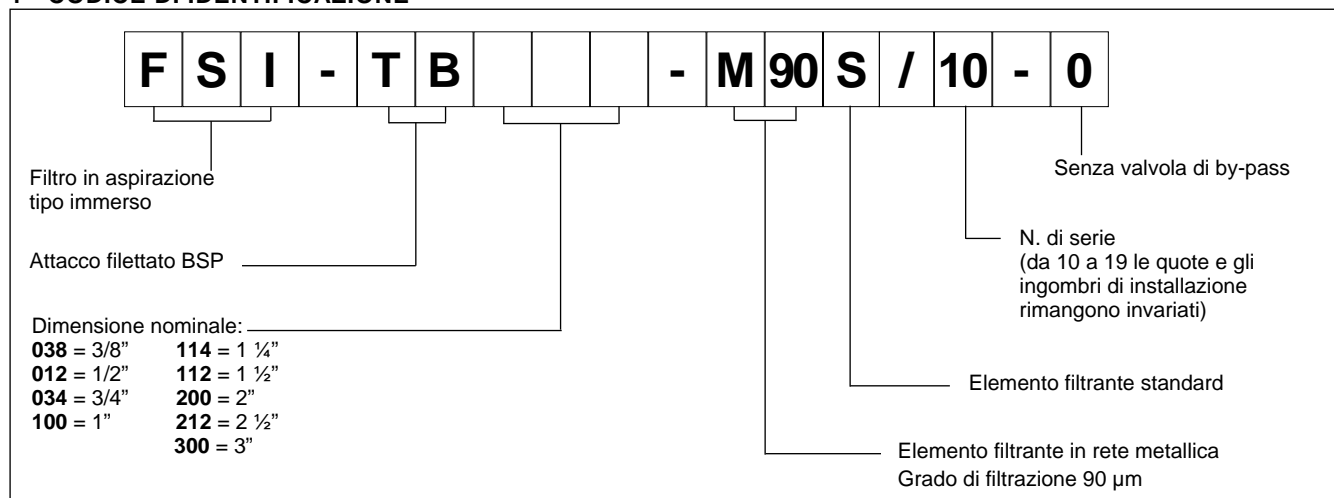 F S I - T B - M 90 S / 10 - 0
Filtro in aspirazione
tipo immerso
Senza valvola di by-pass
N. di serie
(da 10 a 19 le quote e gli
ingombri di installazione
rimangono invariati)
Attacco filettato BSP
Dimensione nominale:
038 = 3/8” 114 = 1 ¼”
012 = 1/2” 112 = 1 ½”
034 = 3/4” 200 = 2”
100 = 1” 212 = 2 ½”
300 = 3”
Elemento filtrante standard
Elemento filtrante in rete metallica
Grado di filtrazione 90 µm